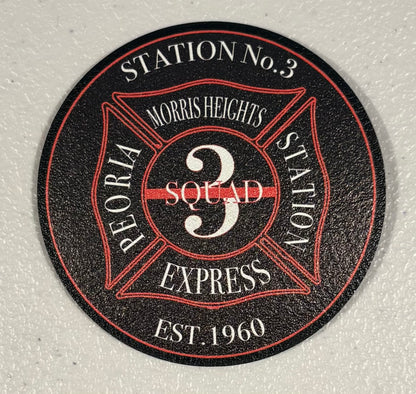 STATION No.3
MORRIS HEIGHTS
PEORIA
STATION
3
SQUAD
EXPRESS
EST.1960